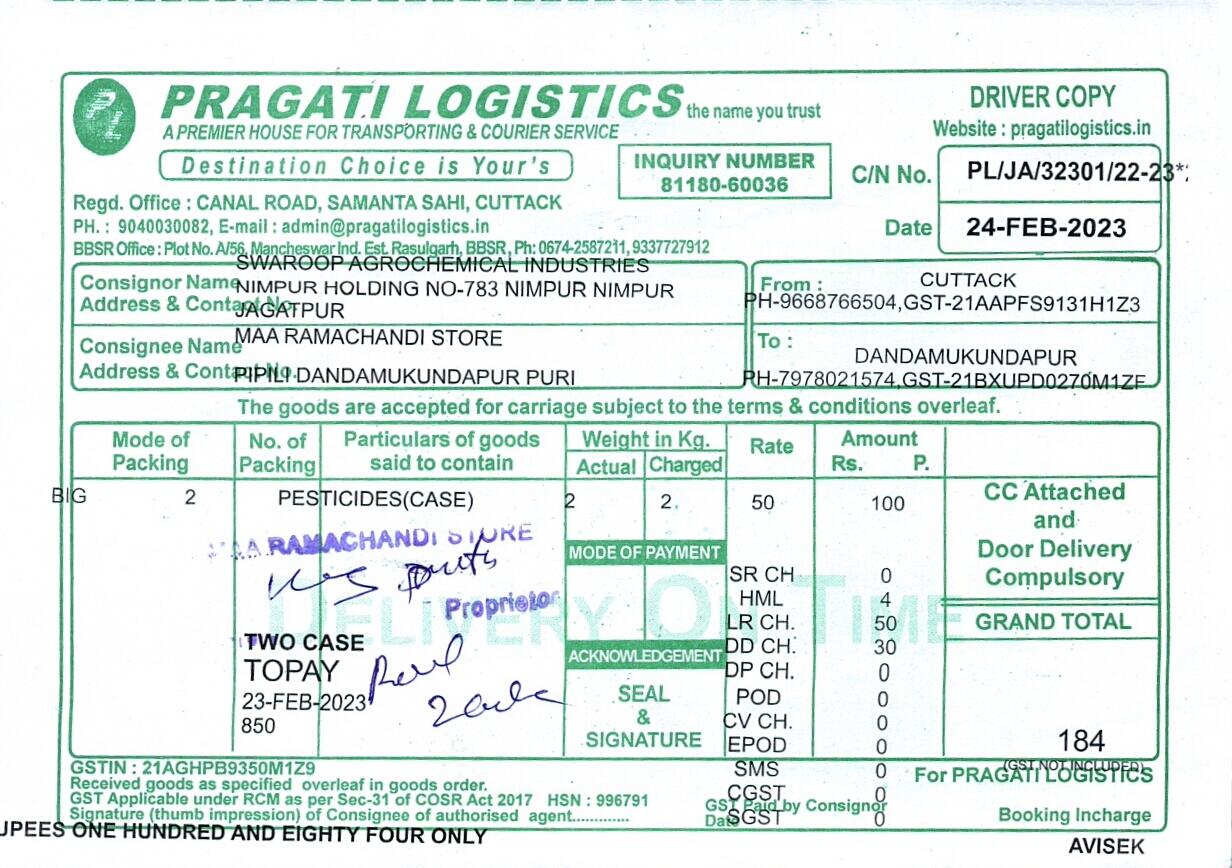 PRAGATI LOGISTICS the name you trust
A PREMIER HOUSE FOR TRANSPORTING & COURIER SERVICE
Destination Choice is Your's
INQUIRY NUMBER
81180-60036
DRIVER COPY
Website : pragatilogistics.in
C/N No. PL/JA/32301/22-23*
Date 24-FEB-2023
Regd. Office : CANAL ROAD, SAMANTA SAHI, CUTTACK
PH. : 9040030082, E-mail : admin@pragatilogistics.in
BBSR Office : Plot No. A/56, Mancheswar Ind. Est. Rasulgarh, BBSR, Ph: 0674-2587211, 9337727912
Consignor Name
Address & Contact No.
SWAROOP AGROCHEMICAL INDUSTRIES
NIMPUR HOLDING NO-783 NIMPUR NIMPUR
JAGATPUR
From : CUTTACK
PH-9668766504,GST-21AAPFS9131H1Z3
Consignee Name
Address & Contact No.
MAA RAMACHANDI STORE
PIPILI DANDAMUKUNDAPUR PURI
To :
DANDAMUKUNDAPUR
PH-7978021574,GST-21BXUPD0270M1ZF
The goods are accepted for carriage subject to the terms & conditions overleaf.
Mode of Packing
No. of Packing
Particulars of goods said to contain
Weight in Kg.
Actual Charged
Rate
Amount
Rs. P.
BIG 2 PESTICIDES(CASE) 2 2. 50 100
CC Attached
and
Door Delivery
Compulsory
GRAND TOTAL
184
(GST NOT INCLUDED)
MAA RAMACHANDI STORE
Proprietor
DELIVERY ON TIME
TWO CASE
TOPAY
23-FEB-2023
850
MODE OF PAYMENT
ACKNOWLEDGEMENT
SEAL
&
SIGNATURE
SR CH 0
HML 4
LR CH. 50
DD CH. 30
DP CH. 0
POD 0
CV CH. 0
EPOD 0
SMS 0
CGST 0
SGST 0
GSTIN : 21AGHPB9350M1Z9
Received goods as specified overleaf in goods order.
GST Applicable under RCM as per Sec-31 of COSR Act 2017 HSN : 996791
Signature (thumb impression) of Consignee of authorised agent.............
GST Paid by Consignor
Date
For PRAGATI LOGISTICS
Booking Incharge
UPEES ONE HUNDRED AND EIGHTY FOUR ONLY
AVISEK